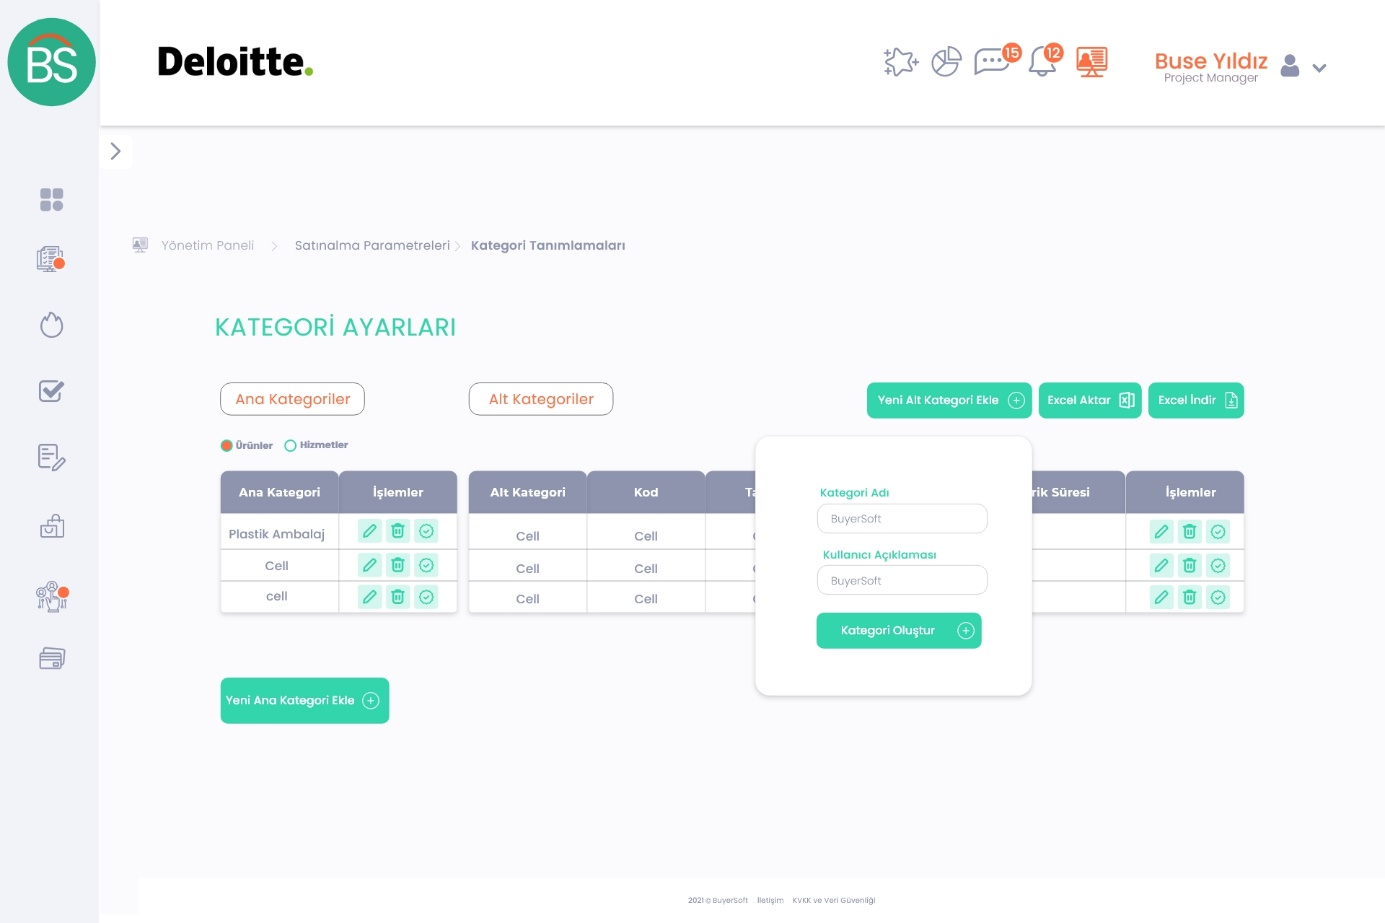 BS
Deloitte.
15
12
Buse Yıldız
Project Manager
Yönetim Paneli > Satınalma Parametreleri > Kategori Tanımlamaları
KATEGORİ AYARLARI
Ana Kategoriler
Alt Kategoriler
Yeni Alt Kategori Ekle
Excel Aktar
Excel İndir
Ürünler
Hizmetler
Ana Kategori
İşlemler
Plastik Ambalaj
Cell
cell
Alt Kategori
Kod
Ta
rik Süresi
İşlemler
Cell
Cell
Cell
Cell
Cell
Cell
Kategori Adı
BuyerSoft
Kullanıcı Açıklaması
BuyerSoft
Kategori Oluştur
Yeni Ana Kategori Ekle
2021 © BuyerSoft İletişim KVKK ve Veri Güvenliği